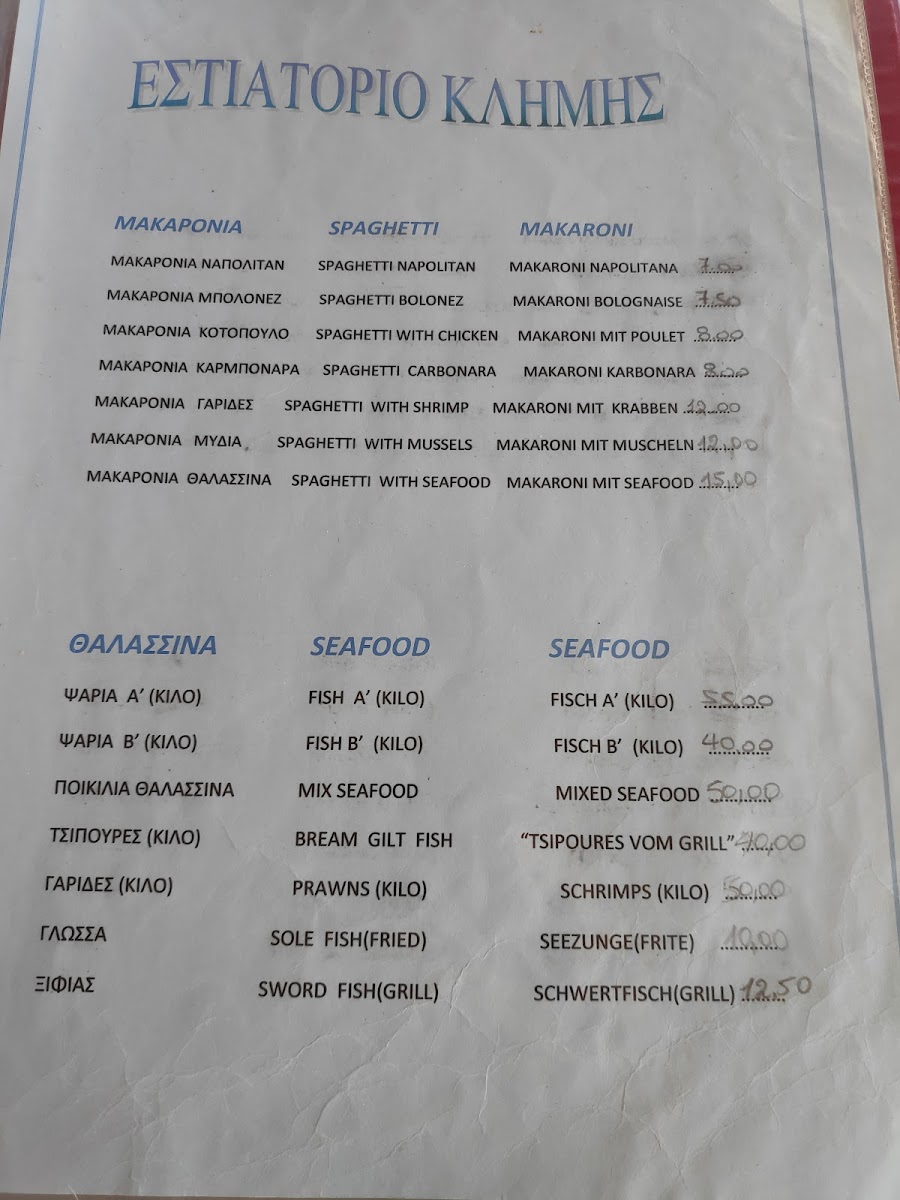 ΕΣΤΙΑΤΟΡΙΟ ΚΛΗΜΗΣ
ΜΑΚΑΡΟΝΙΑ SPAGHETTI MAKARONI
ΜΑΚΑΡΟΝΙΑ ΝΑΠΟΛΙΤΑΝ SPAGHETTI NAPOLITAN MAKARONI NAPOLITANA 7.00
ΜΑΚΑΡΟΝΙΑ ΜΠΟΛΟΝΕΖ SPAGHETTI BOLONEZ MAKARONI BOLOGNAISE 7.50
ΜΑΚΑΡΟΝΙΑ ΚΟΤΟΠΟΥΛΟ SPAGHETTI WITH CHICKEN MAKARONI MIT POULET 8.00
ΜΑΚΑΡΟΝΙΑ ΚΑΡΜΠΟΝΑΡΑ SPAGHETTI CARBONARA MAKARONI KARBONARA 8.00
ΜΑΚΑΡΟΝΙΑ ΓΑΡΙΔΕΣ SPAGHETTI WITH SHRIMP MAKARONI MIT KRABBEN 12.00
ΜΑΚΑΡΟΝΙΑ ΜΥΔΙΑ SPAGHETTI WITH MUSSELS MAKARONI MIT MUSCHELN 12,00
ΜΑΚΑΡΟΝΙΑ ΘΑΛΑΣΣΙΝΑ SPAGHETTI WITH SEAFOOD MAKARONI MIT SEAFOOD 15,00
ΘΑΛΑΣΣΙΝΑ SEAFOOD SEAFOOD
ΨΑΡΙΑ Α' (ΚΙΛΟ) FISH A' (KILO) FISCH A' (KILO) 55.00
ΨΑΡΙΑ Β' (ΚΙΛΟ) FISH B' (KILO) FISCH B' (KILO) 40.00
ΠΟΙΚΙΛΙΑ ΘΑΛΑΣΣΙΝΑ MIX SEAFOOD MIXED SEAFOOD 50,00
ΤΣΙΠΟΥΡΕΣ (ΚΙΛΟ) BREAM GILT FISH "TSIPOURES VOM GRILL" 40,00
ΓΑΡΙΔΕΣ (ΚΙΛΟ) PRAWNS (KILO) SCHRIMPS (KILO) 50,00
ΓΛΩΣΣΑ SOLE FISH(FRIED) SEEZUNGE(FRITE) 10,00
ΞΙΦΙΑΣ SWORD FISH(GRILL) SCHWERTFISCH(GRILL) 12.50